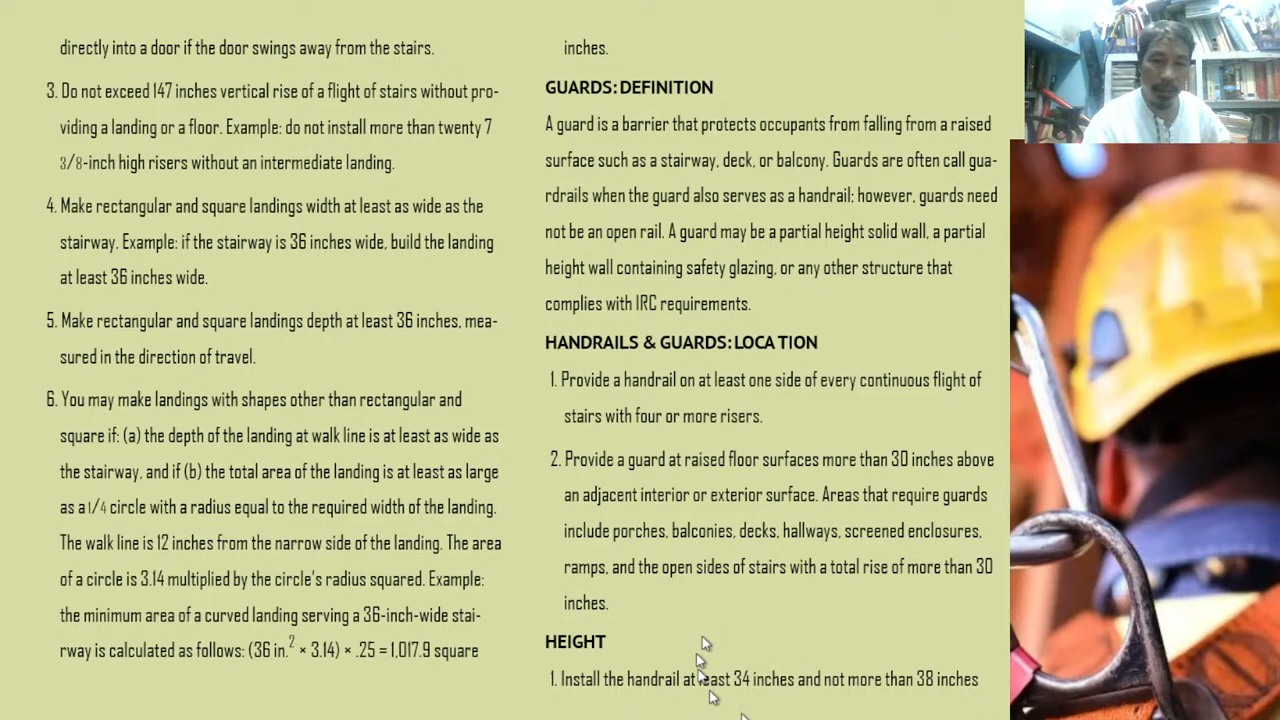 directly into a door if the door swings away from the stairs.
3. Do not exceed 147 inches vertical rise of a flight of stairs without pro-
viding a landing or a floor. Example: do not install more than twenty 7
3/8-inch high risers without an intermediate landing.
4. Make rectangular and square landings width at least as wide as the
stairway. Example: if the stairway is 36 inches wide, build the landing
at least 36 inches wide.
5. Make rectangular and square landings depth at least 36 inches, mea-
sured in the direction of travel.
6. You may make landings with shapes other than rectangular and
square if: (a) the depth of the landing at walk line is at least as wide as
the stairway, and if (b) the total area of the landing is at least as large
as a 1/4 circle with a radius equal to the required width of the landing.
The walk line is 12 inches from the narrow side of the landing. The area
of a circle is 3.14 multiplied by the circle's radius squared. Example:
the minimum area of a curved landing serving a 36-inch-wide stai-
rway is calculated as follows: (36 in.² × 3.14) × .25 = 1,017.9 square
inches.
GUARDS: DEFINITION
A guard is a barrier that protects occupants from falling from a raised
surface such as a stairway, deck, or balcony. Guards are often call gua-
rdrails when the guard also serves as a handrail; however, guards need
not be an open rail. A guard may be a partial height solid wall, a partial
height wall containing safety glazing, or any other structure that
complies with IRC requirements.
HANDRAILS & GUARDS: LOCA TION
1. Provide a handrail on at least one side of every continuous flight of
stairs with four or more risers.
2. Provide a guard at raised floor surfaces more than 30 inches above
an adjacent interior or exterior surface. Areas that require guards
include porches, balconies, decks, hallways, screened enclosures,
ramps, and the open sides of stairs with a total rise of more than 30
inches.
HEIGHT
1. Install the handrail at least 34 inches and not more than 38 inches